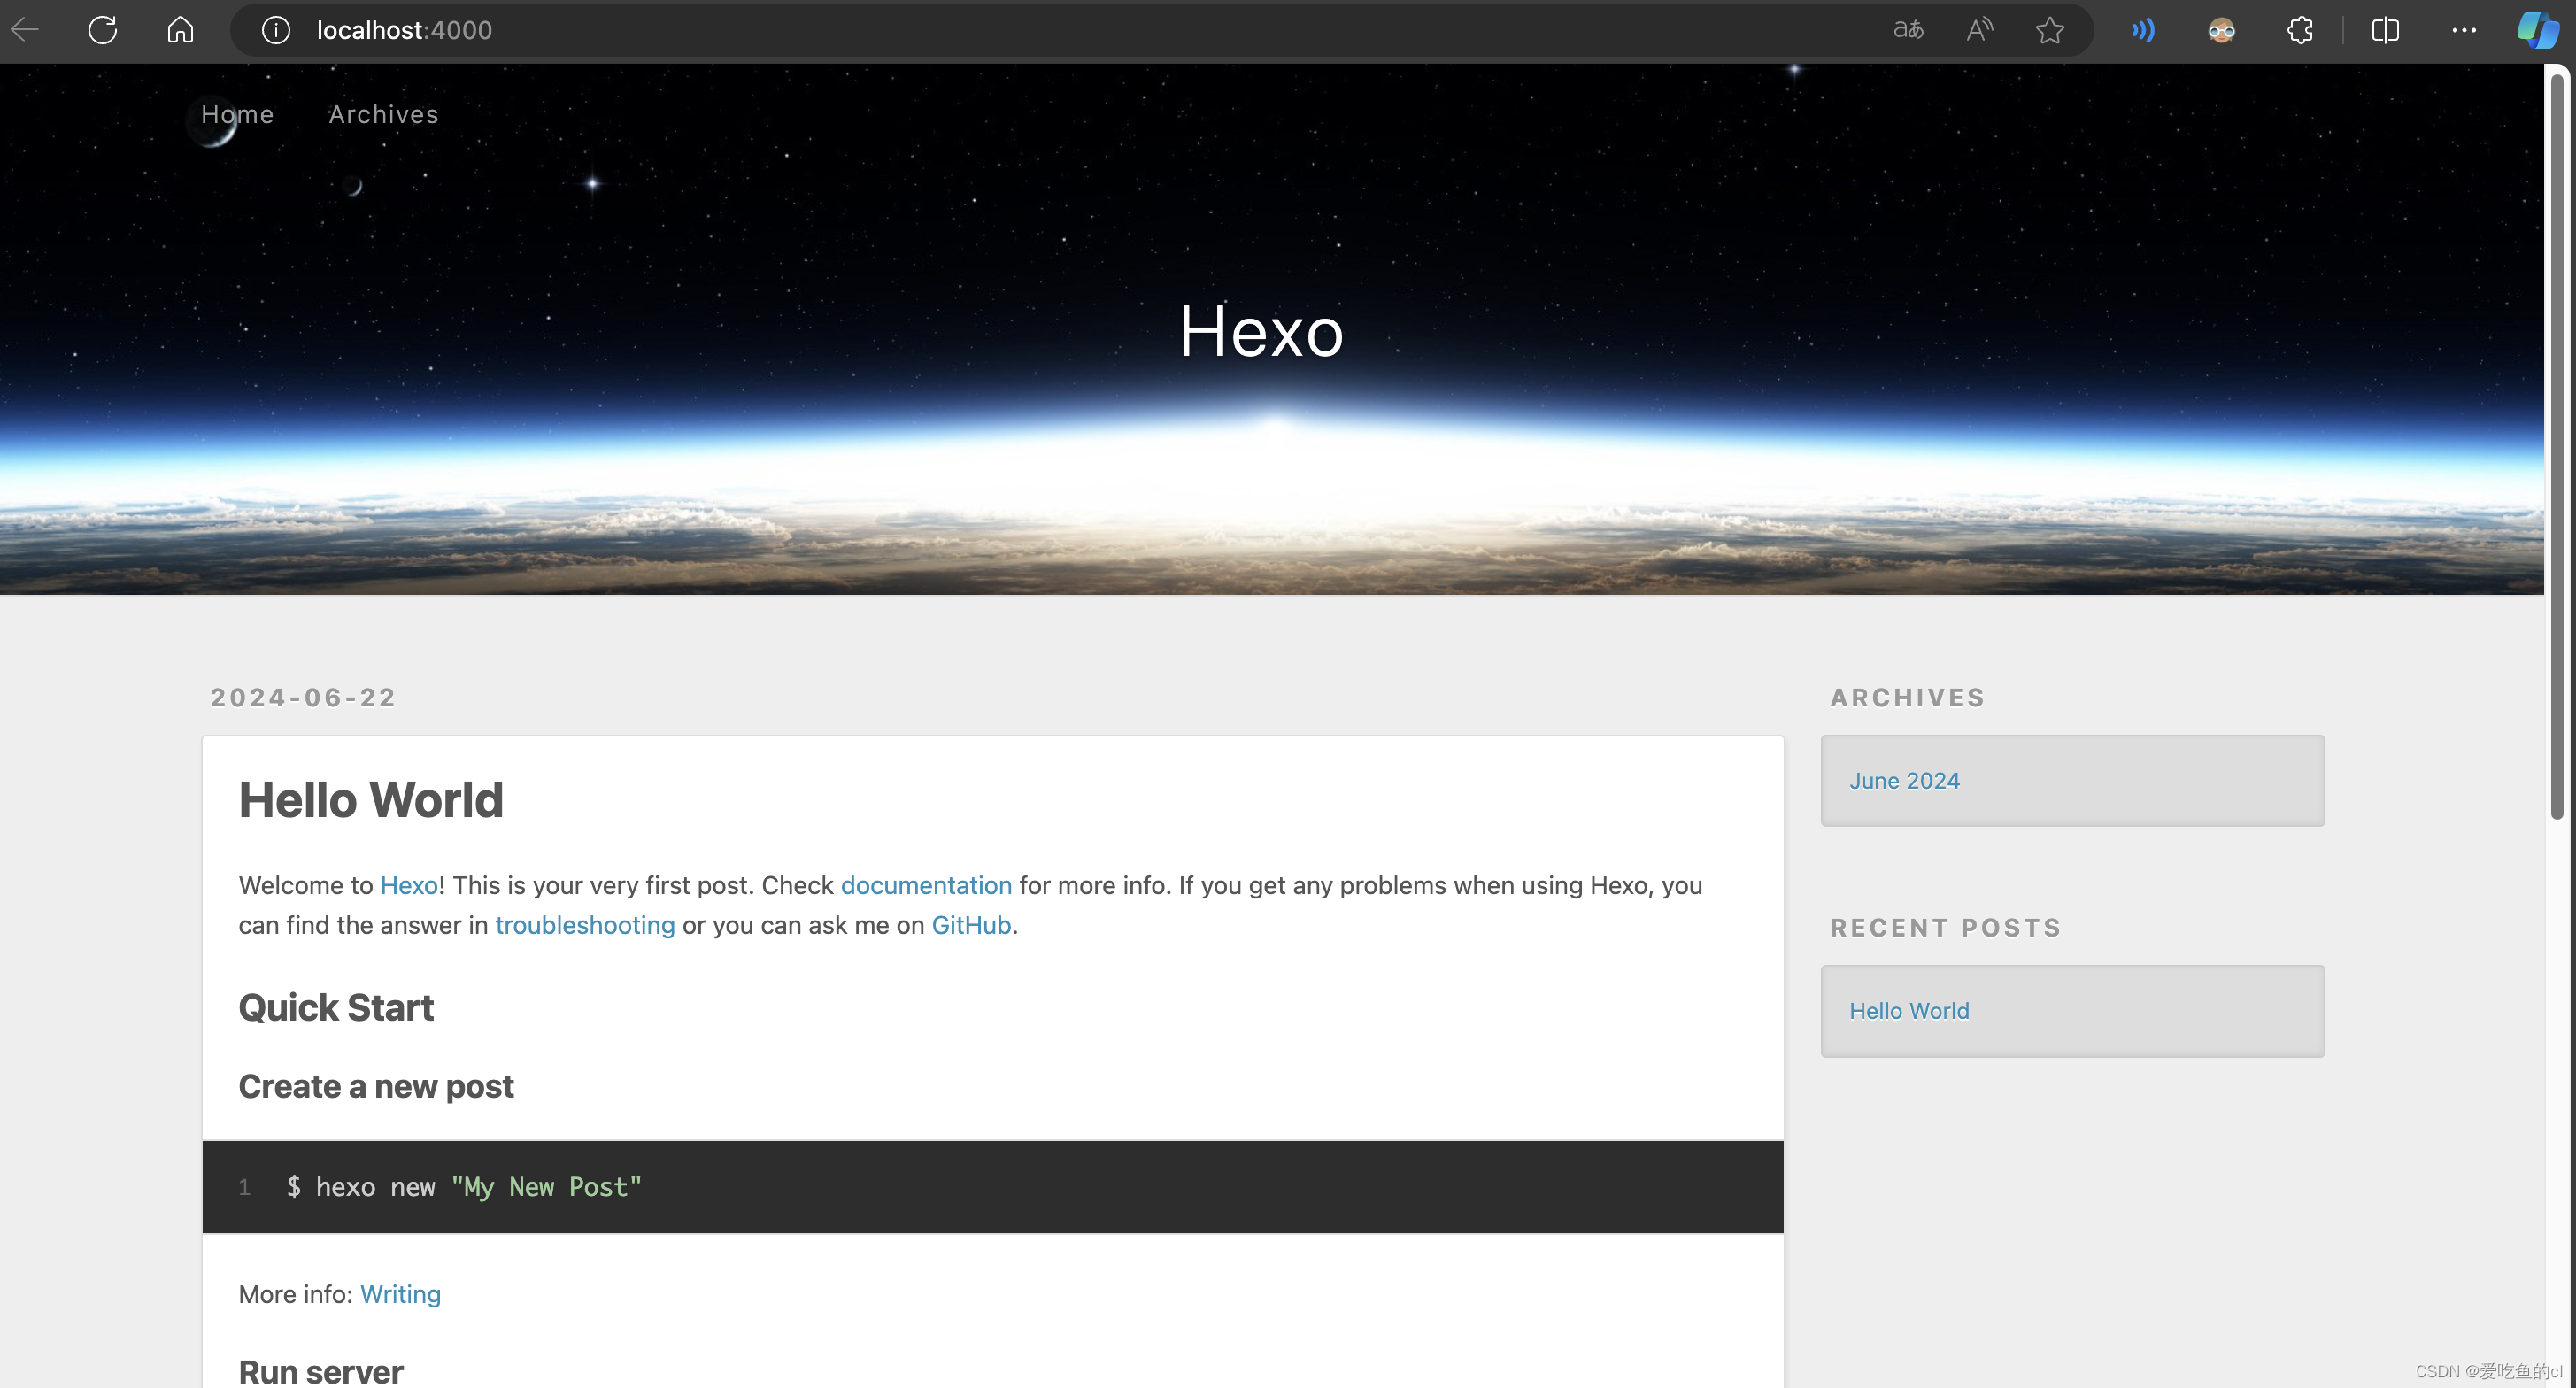 localhost:4000
Home Archives
Hexo
2024-06-22
Hello World
Welcome to Hexo! This is your very first post. Check documentation for more info. If you get any problems when using Hexo, you
can find the answer in troubleshooting or you can ask me on GitHub.
Quick Start
Create a new post
1 $ hexo new "My New Post"
More info: Writing
Run server
ARCHIVES
June 2024
RECENT POSTS
Hello World
CSDN @爱吃鱼的cl